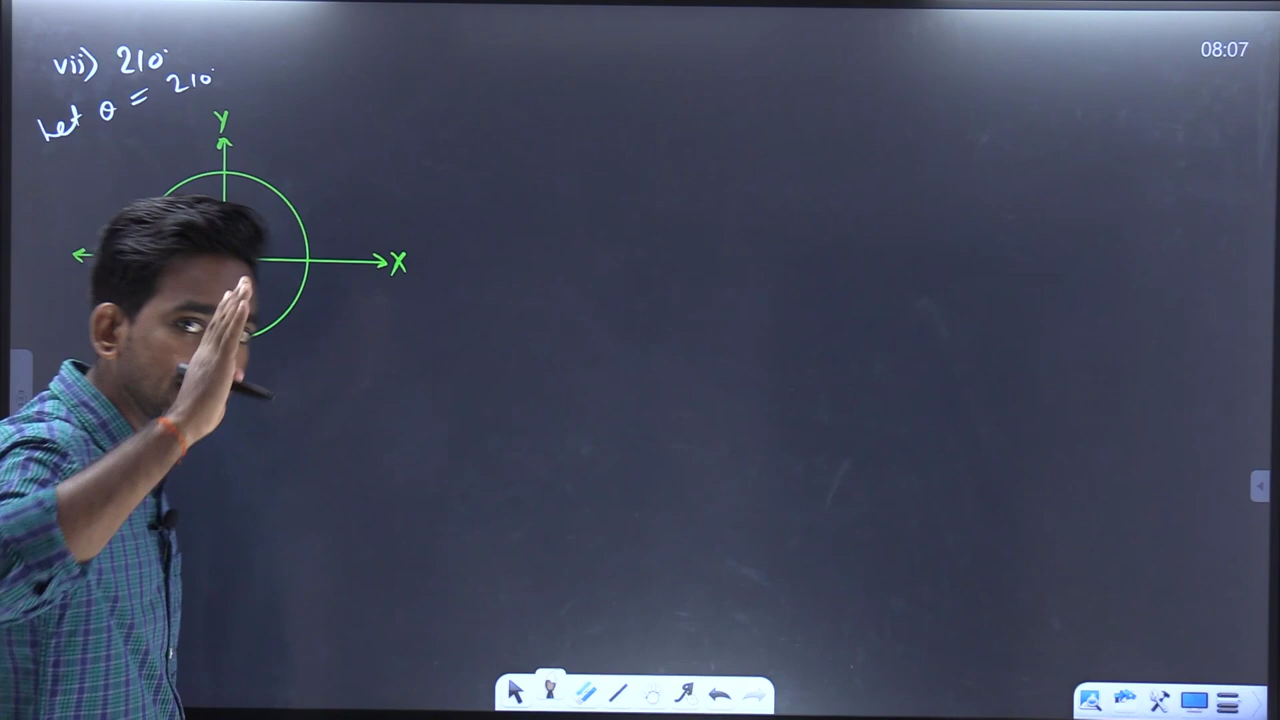 vii) 210°
Let θ = 210°
Y
X
08:07